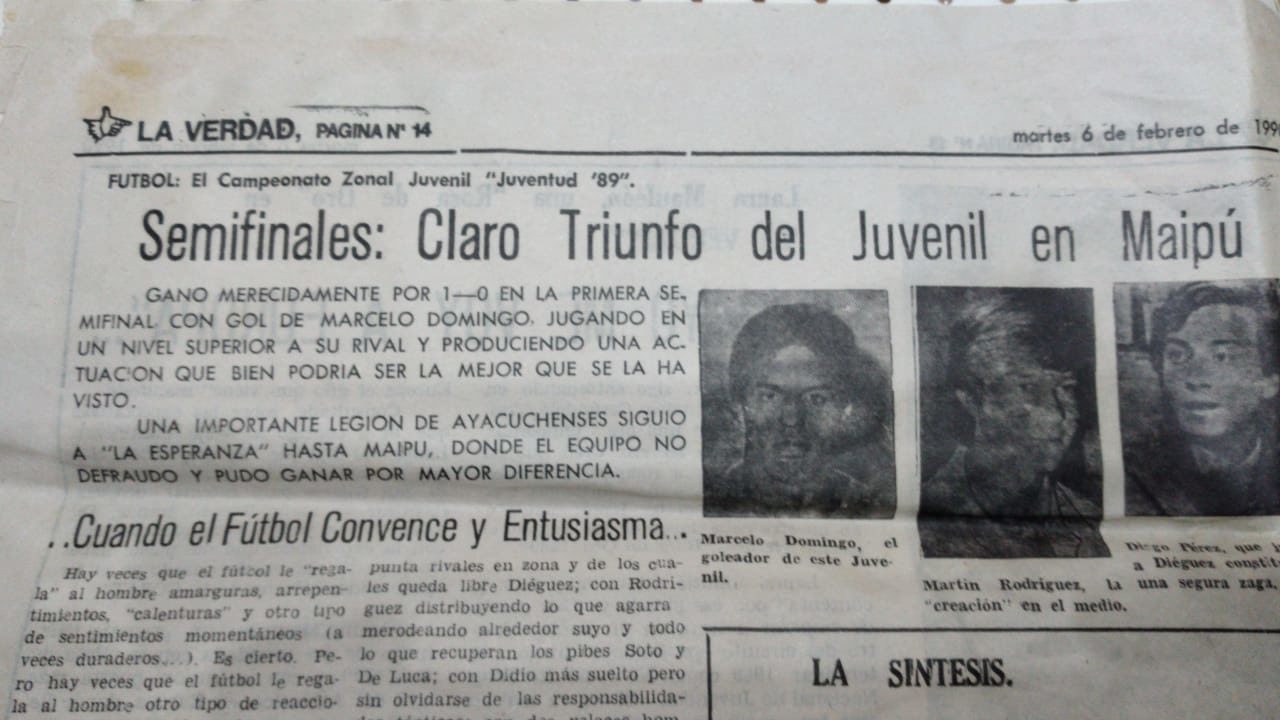 LA VERDAD, PAGINA Nº 14
martes 6 de febrero de 199
FUTBOL: El Campeonato Zonal Juvenil "Juventud '89".
Semifinales: Claro Triunfo del Juvenil en Maipú
GANO MERECIDAMENTE POR 1—0 EN LA PRIMERA SE-
MIFINAL CON GOL DE MARCELO DOMINGO, JUGANDO EN
UN NIVEL SUPERIOR A SU RIVAL Y PRODUCIENDO UNA AC-
TUACION QUE BIEN PODRIA SER LA MEJOR QUE SE LA HA
VISTO.
UNA IMPORTANTE LEGION DE AYACUCHENSES SIGUIO
A "LA ESPERANZA" HASTA MAIPU, DONDE EL EQUIPO NO
DEFRAUDO Y PUDO GANAR POR MAYOR DIFERENCIA.
..Cuando el Fútbol Convence y Entusiasma..
Hay veces que el fútcol le "rega-
la" al hombre amarguras, arrepen-
timientos, "calenturas" y otro tipo
de sentimientos momentáneos (a
veces duraderos...). Es cierto. Pe-
ro hay veces que el fútbol le rega-
la al hombre otro tipo de reaccio-
punta rivales en zona y de los cua-
les queda libre Diéguez; con Rodrí-
guez distribuyendo lo que agarra
merodeando alrededor suyo y todo
lo que recuperan los pibes Soto y
De Luca; con Didio más suelto pero
sin olvidarse de las responsabilida-
Marcelo Domingo, el
goleador de este Juve-
nil.
Martín Rodríguez, la
"creación" en el medio.
Diego Pérez, que
a Diéguez
una segura zaga,
LA SINTESIS.